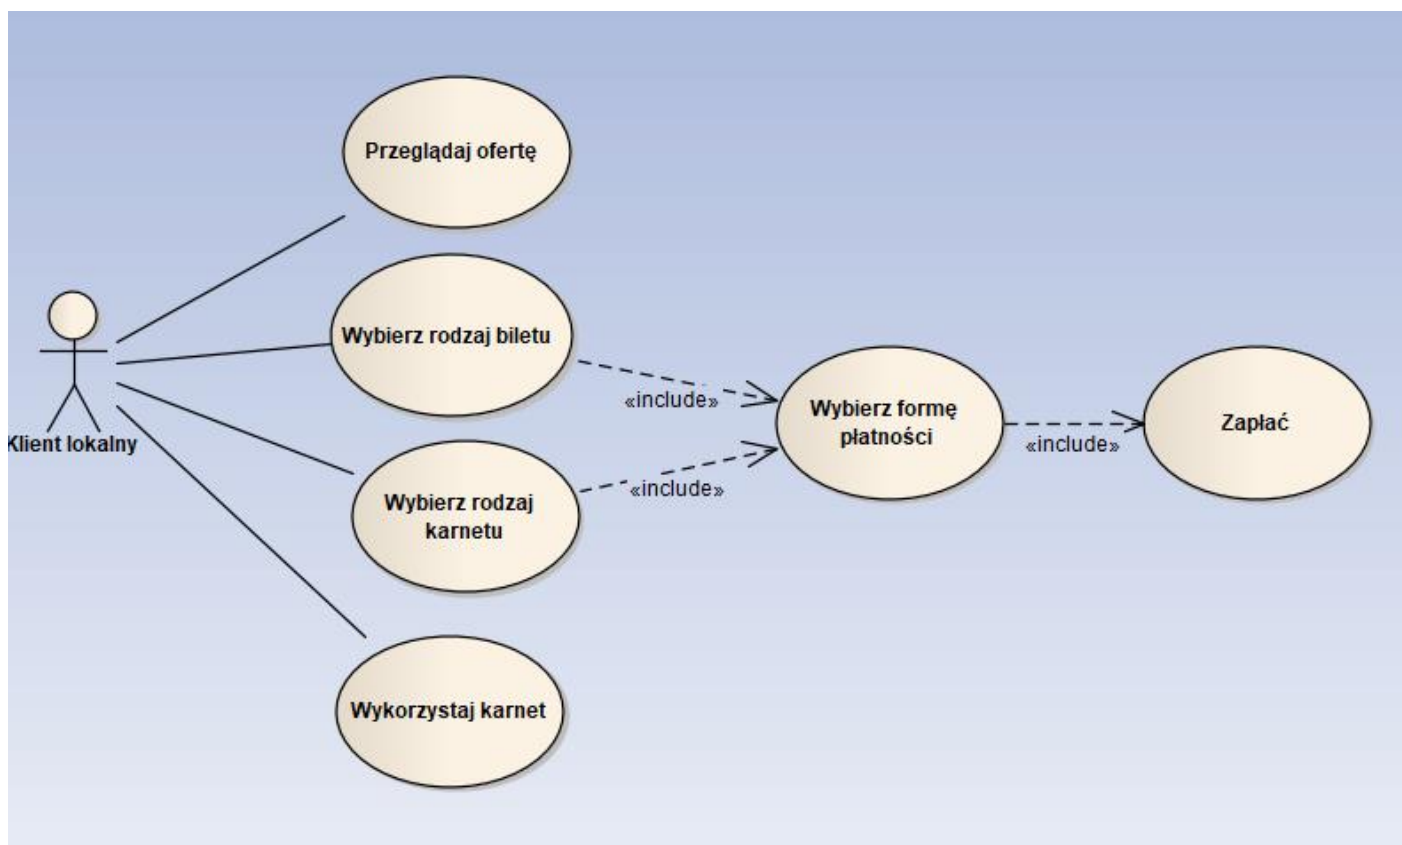 Przeglądaj ofertę
Wybierz rodzaj biletu
«include»
Wybierz formę
płatności
«include»
Zapłać
Klient lokalny
Wybierz rodzaj
karnetu
«include»
Wykorzystaj karnet